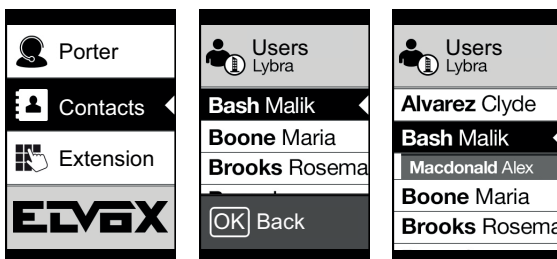 Porter
Contacts
Extension
ELVOX
Users
Lybra
Bash Malik
Boone Maria
Brooks Rosema
OK Back
Users
Lybra
Alvarez Clyde
Bash Malik
Macdonald Alex
Boone Maria
Brooks Rosema